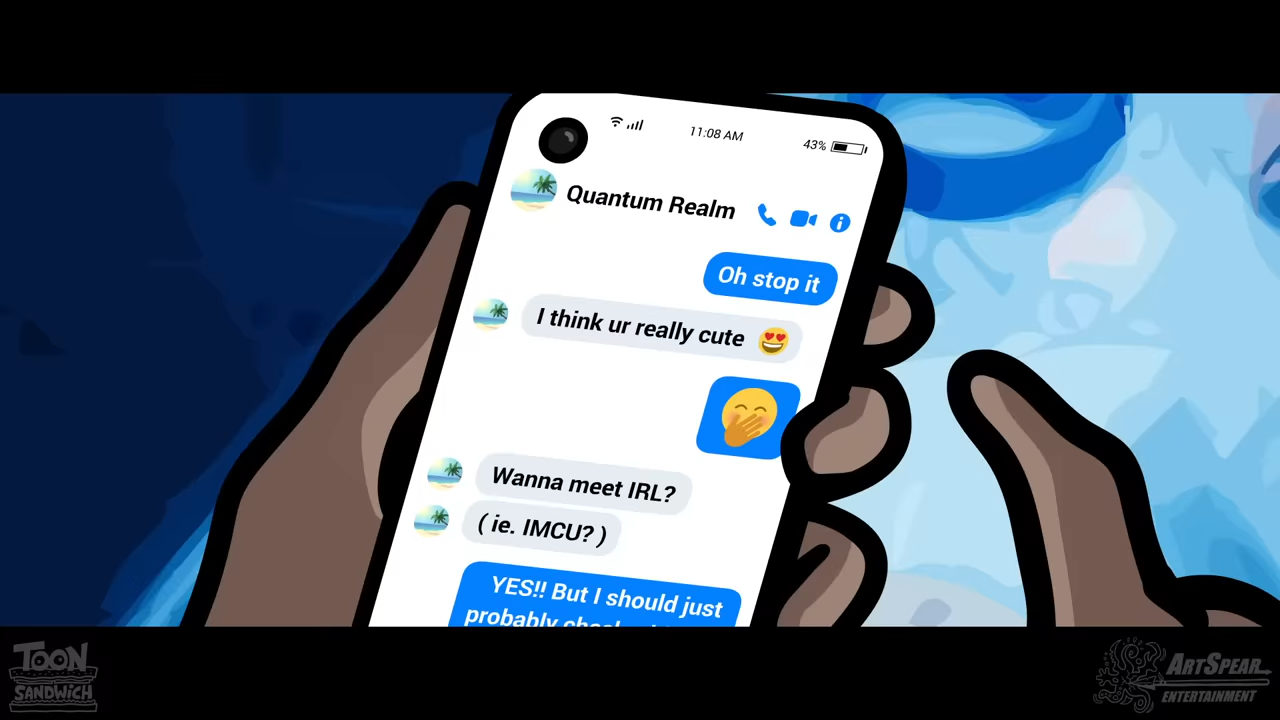 11:08 AM
43%
Quantum Realm
Oh stop it
I think ur really cute
Wanna meet IRL?
( ie. IMCU? )
YES!! But I should just
probably
TOON
SANDWICH
ARTSPEAR
ENTERTAINMENT